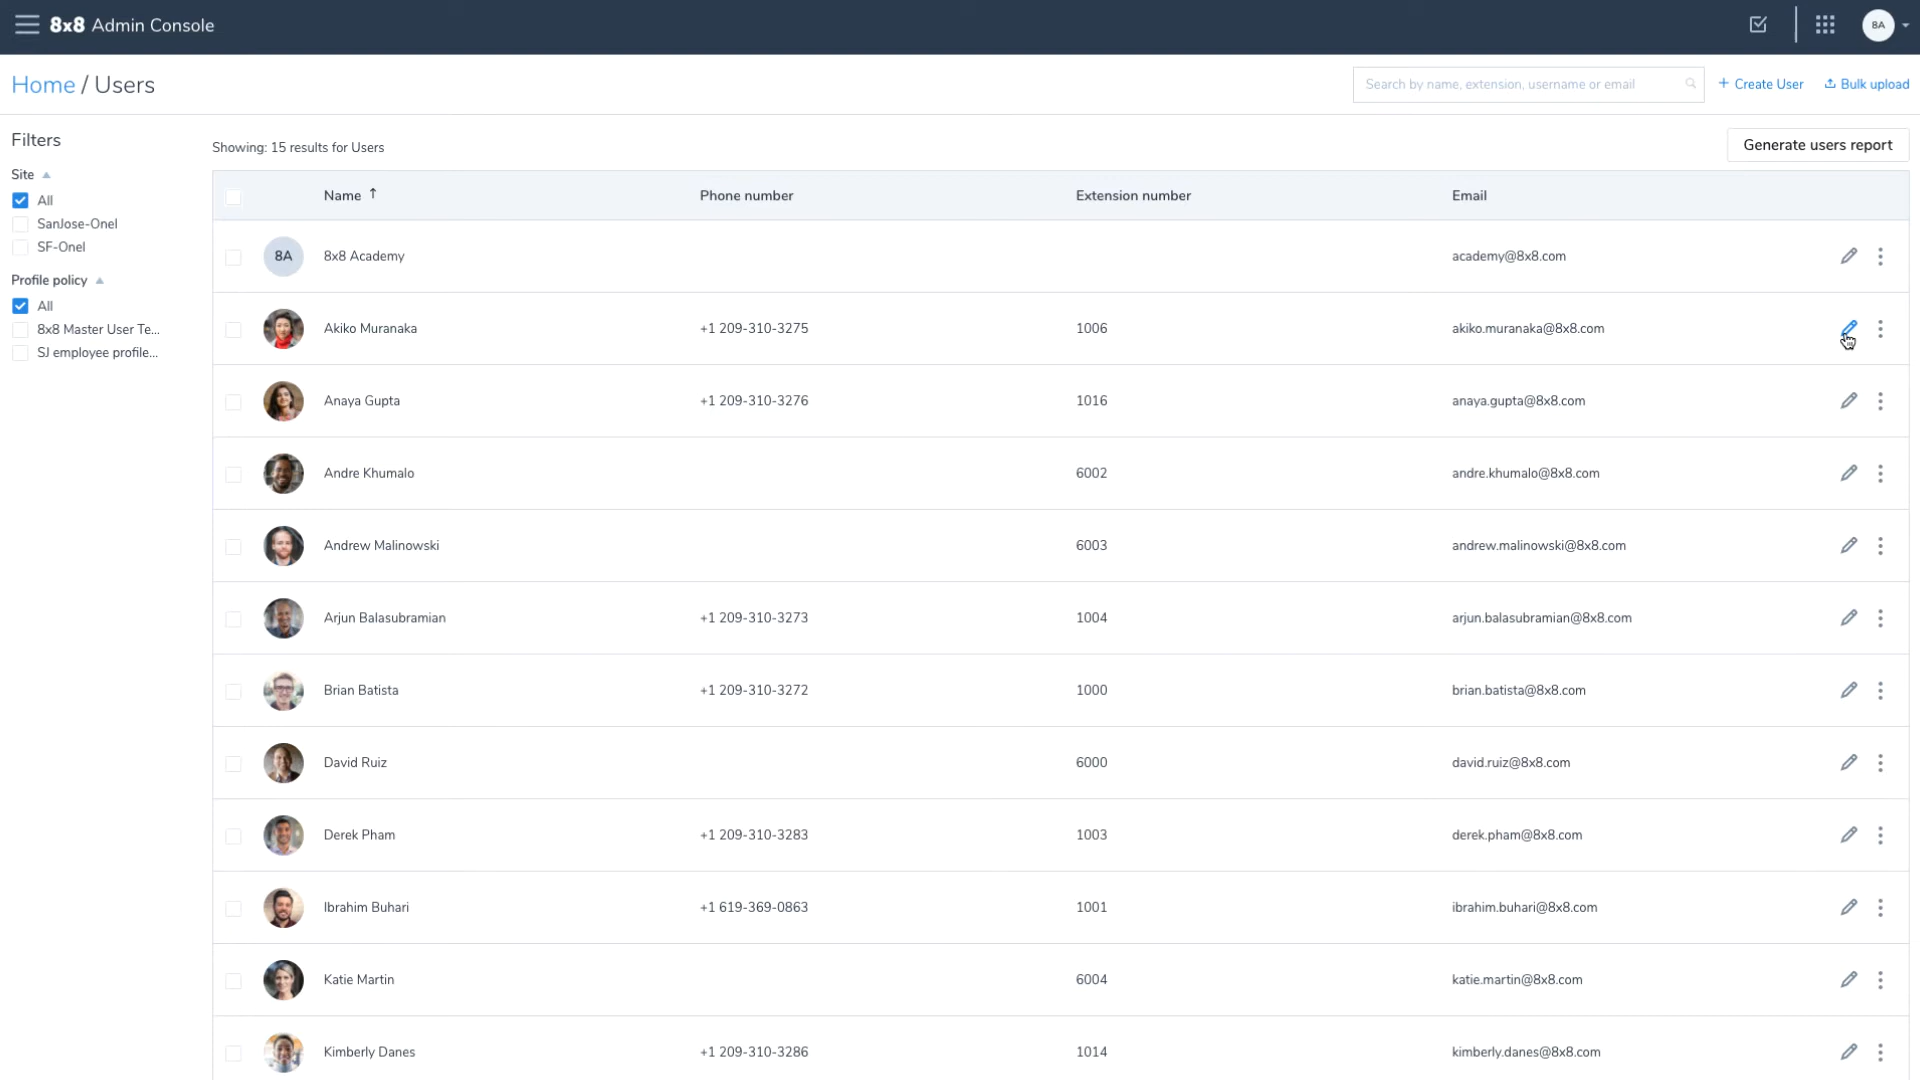 8x8 Admin Console
8A
Home / Users
Search by name, extension, username or email
+ Create User
Bulk upload
Filters
Showing: 15 results for Users
Generate users report
Site
All
SanJose-Onel
SF-Onel
Profile policy
All
8x8 Master User Te...
SJ employee profile...
Name ↑ Phone number Extension number Email
8A 8x8 Academy academy@8x8.com
Akiko Muranaka +1 209-310-3275 1006 akiko.muranaka@8x8.com
Anaya Gupta +1 209-310-3276 1016 anaya.gupta@8x8.com
Andre Khumalo 6002 andre.khumalo@8x8.com
Andrew Malinowski 6003 andrew.malinowski@8x8.com
Arjun Balasubramian +1 209-310-3273 1004 arjun.balasubramian@8x8.com
Brian Batista +1 209-310-3272 1000 brian.batista@8x8.com
David Ruiz 6000 david.ruiz@8x8.com
Derek Pham +1 209-310-3283 1003 derek.pham@8x8.com
Ibrahim Buhari +1 619-369-0863 1001 ibrahim.buhari@8x8.com
Katie Martin 6004 katie.martin@8x8.com
Kimberly Danes +1 209-310-3286 1014 kimberly.danes@8x8.com